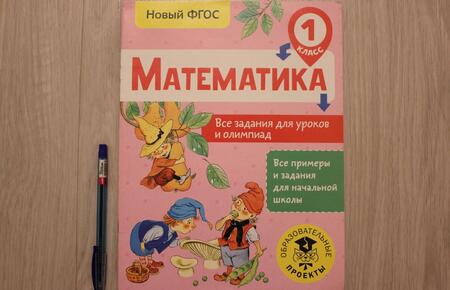 Новый ФГОС
1
КЛАСС
МАТЕМАТИКА
Все задания для уроков
и олимпиад
Все примеры
и задания
для начальной
школы
ОБРАЗОВАТЕЛЬНЫЕ
ПРОЕКТЫ